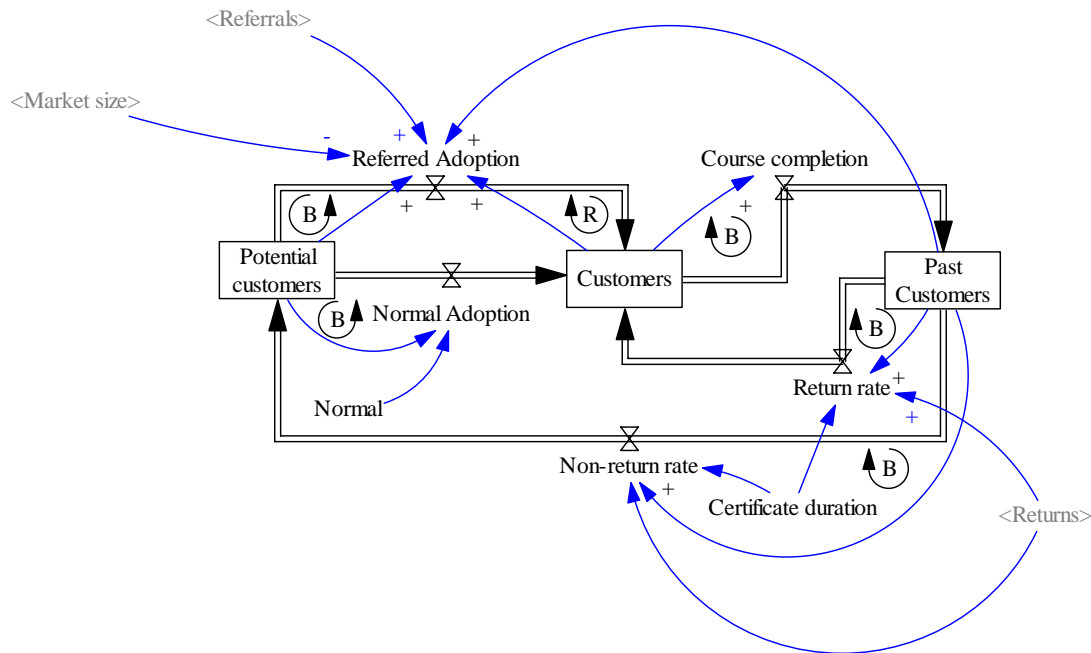 <Referrals>
<Market size>
-
+
+
Referred Adoption
Course completion
+
+
+
B
R
B
Potential
customers
Customers
Past
Customers
B
Normal Adoption
B
Return rate
+
+
Normal
Non-return rate
+
B
Certificate duration
<Returns>